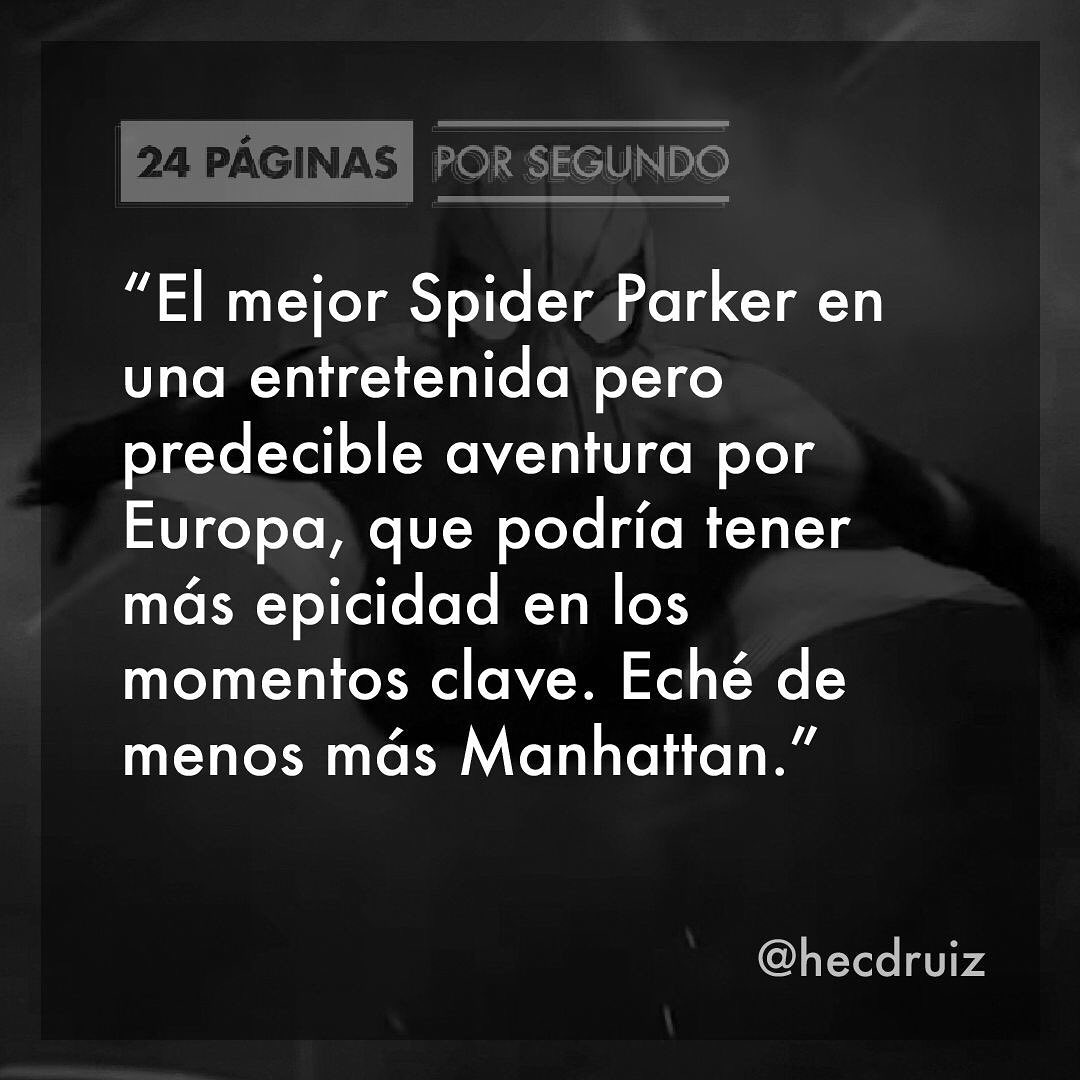 24 PÁGINAS POR SEGUNDO
“El mejor Spider Parker en
una entretenida pero
predecible aventura por
Europa, que podría tener
más epicidad en los
momentos clave. Eché de
menos más Manhattan.”
@hecdruiz